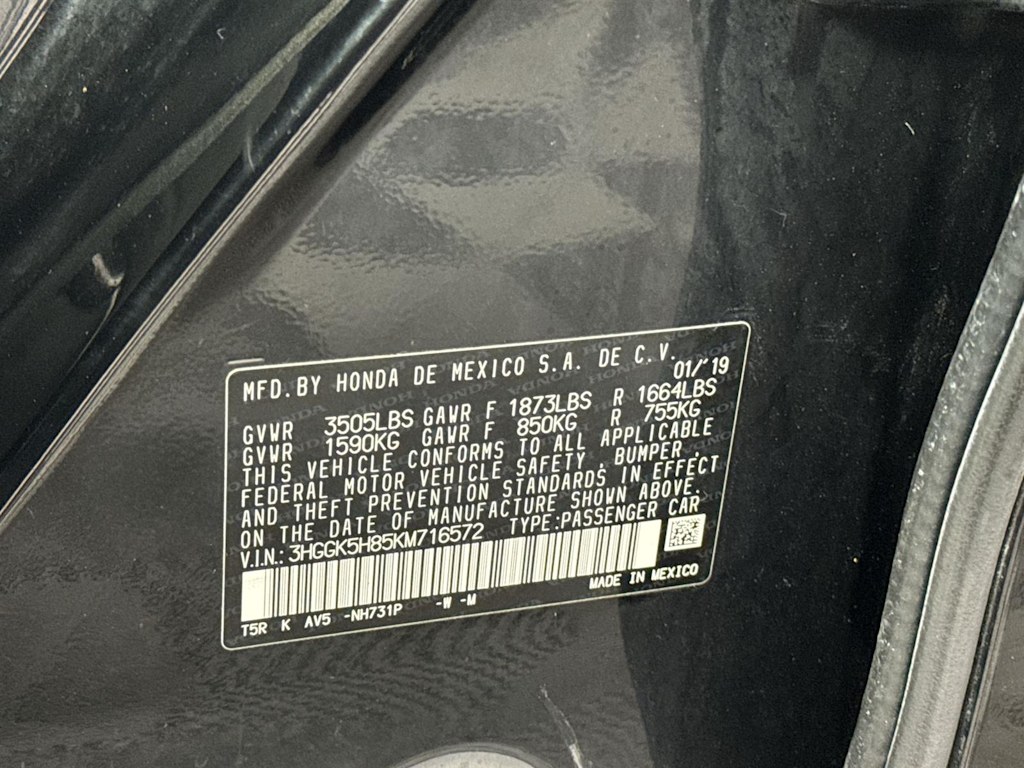 MFD. BY HONDA DE MEXICO S.A. DE C.V.
01/'19
GVWR 3505LBS GAWR F 1873LBS R 1664LBS
GVWR 1590KG GAWR F 850KG R 755KG
THIS VEHICLE CONFORMS TO ALL APPLICABLE
FEDERAL MOTOR VEHICLE SAFETY, BUMPER,
AND THEFT PREVENTION STANDARDS IN EFFECT
ON THE DATE OF MANUFACTURE SHOWN ABOVE.
V.I.N.: 3HGGK5H85KM716572 TYPE:PASSENGER CAR
MADE IN MEXICO
T5R K AV5 -NH731P -W -M